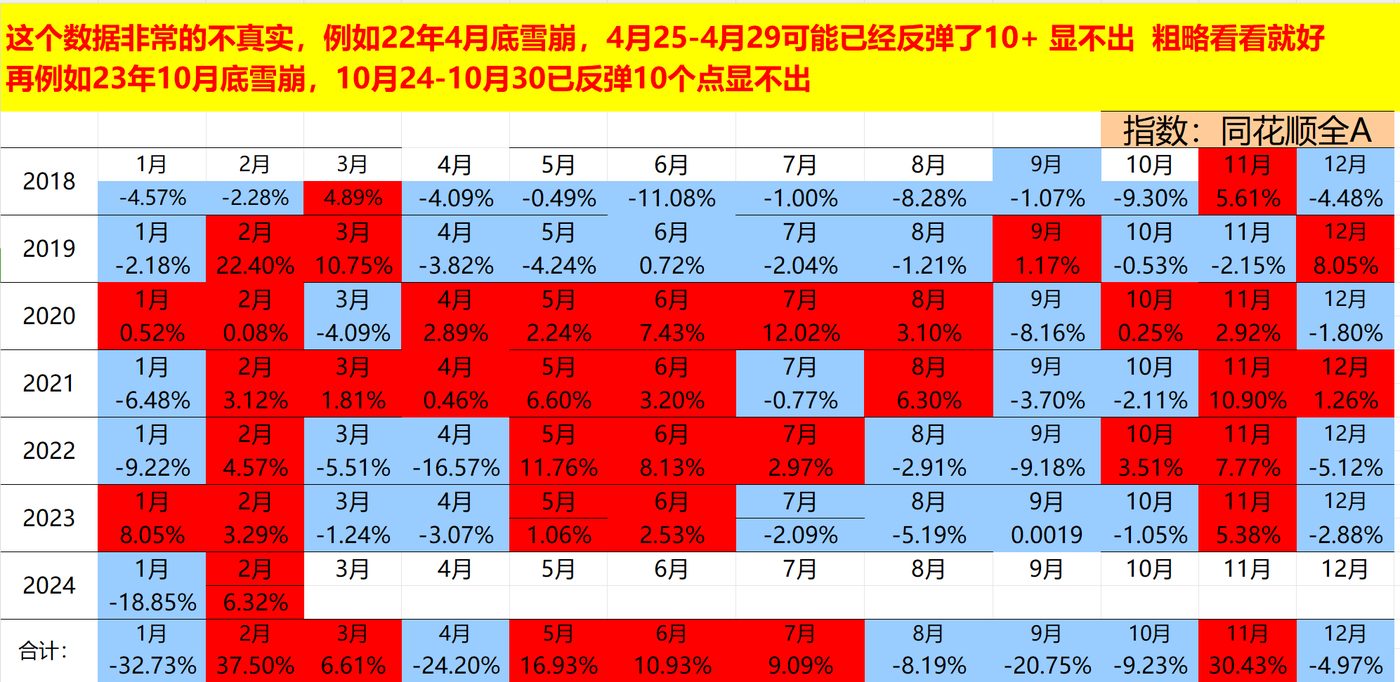 这个数据非常的不真实，例如22年4月底雪崩，4月25-4月29可能已经反弹了10+ 显不出 粗略看看就好
再例如23年10月底雪崩，10月24-10月30已反弹10个点显不出
指数：同花顺全A
2018 1月 2月 3月 4月 5月 6月 7月 8月 9月 10月 11月 12月
-4.57% -2.28% 4.89% -4.09% -0.49% -11.08% -1.00% -8.28% -1.07% -9.30% 5.61% -4.48%
2019 1月 2月 3月 4月 5月 6月 7月 8月 9月 10月 11月 12月
-2.18% 22.40% 10.75% -3.82% -4.24% 0.72% -2.04% -1.21% 1.17% -0.53% -2.15% 8.05%
2020 1月 2月 3月 4月 5月 6月 7月 8月 9月 10月 11月 12月
0.52% 0.08% -4.09% 2.89% 2.24% 7.43% 12.02% 3.10% -8.16% 0.25% 2.92% -1.80%
2021 1月 2月 3月 4月 5月 6月 7月 8月 9月 10月 11月 12月
-6.48% 3.12% 1.81% 0.46% 6.60% 3.20% -0.77% 6.30% -3.70% -2.11% 10.90% 1.26%
2022 1月 2月 3月 4月 5月 6月 7月 8月 9月 10月 11月 12月
-9.22% 4.57% -5.51% -16.57% 11.76% 8.13% 2.97% -2.91% -9.18% 3.51% 7.77% -5.12%
2023 1月 2月 3月 4月 5月 6月 7月 8月 9月 10月 11月 12月
8.05% 3.29% -1.24% -3.07% 1.06% 2.53% -2.09% -5.19% 0.0019 -1.05% 5.38% -2.88%
2024 1月 2月 3月 4月 5月 6月 7月 8月 9月 10月 11月 12月
-18.85% 6.32%
合计： 1月 2月 3月 4月 5月 6月 7月 8月 9月 10月 11月 12月
-32.73% 37.50% 6.61% -24.20% 16.93% 10.93% 9.09% -8.19% -20.75% -9.23% 30.43% -4.97%